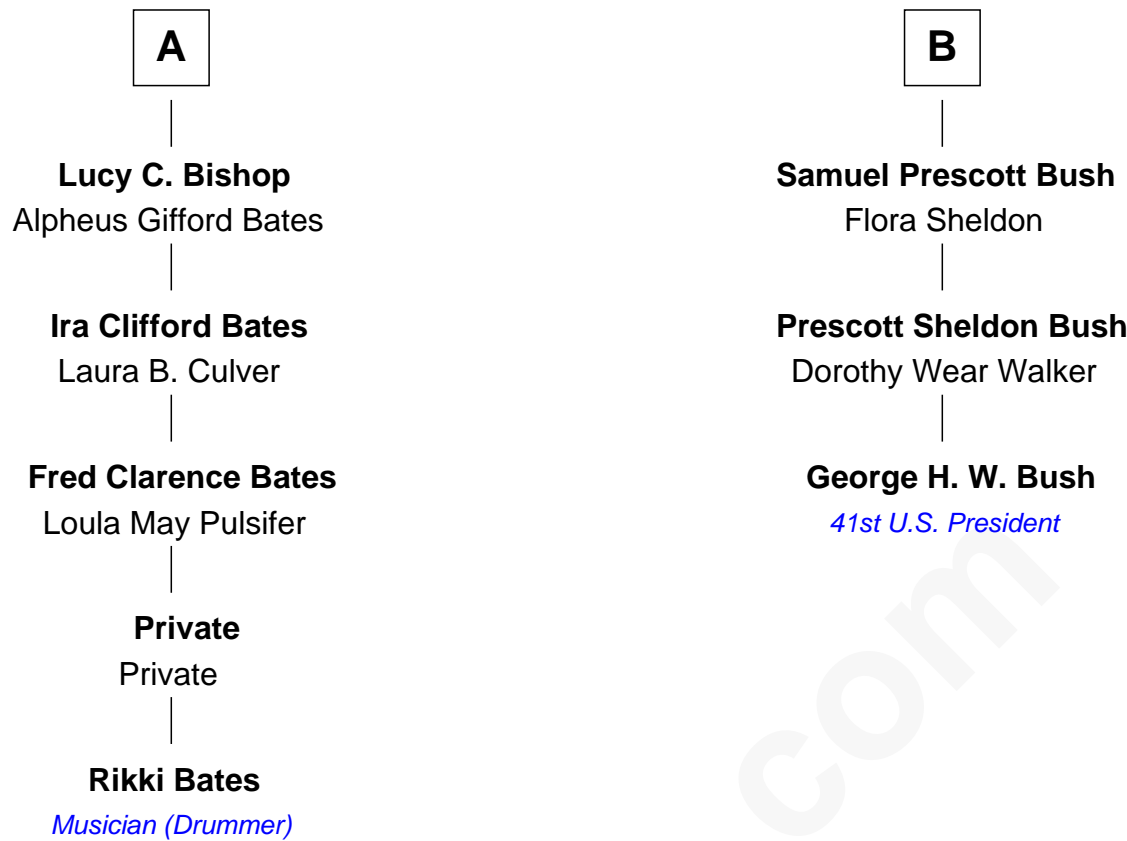 A
Lucy C. Bishop
Alpheus Gifford Bates
Ira Clifford Bates
Laura B. Culver
Fred Clarence Bates
Loula May Pulsifer
Private
Private
Rikki Bates
Musician (Drummer)
B
Samuel Prescott Bush
Flora Sheldon
Prescott Sheldon Bush
Dorothy Wear Walker
George H. W. Bush
41st U.S. President
com